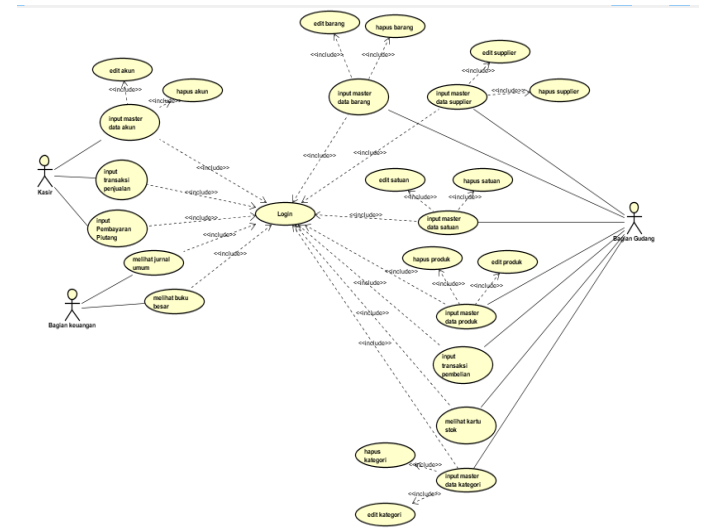 edit barang
hapus barang
<<include>>
<<include>>
edit supplier
edit akun
<<include>>
hapus akun
<<include>>
<<include>>
<<include>>
hapus supplier
input master
data barang
input master
data supplier
input master
data akun
<<include>>
<<include>>
<<include>>
Kasir
input
transaksi
penjualan
<<include>>
edit satuan
hapus satuan
<<include>>
<<include>>
input
Pembayaran
Piutang
<<include>>
Login
<<include>>
input master
data satuan
Bagian Gudang
<<include>>
melihat jurnal
umum
<<include>>
hapus produk
edit produk
<<include>>
<<include>>
<<include>>
<<include>>
Bagian keuangan
melihat buku
besar
input master
data produk
<<include>>
<<include>>
input
transaksi
pembelian
melihat kartu
stok
hapus
kategori
<<include>>
input master
data kategori
<<include>>
edit kategori